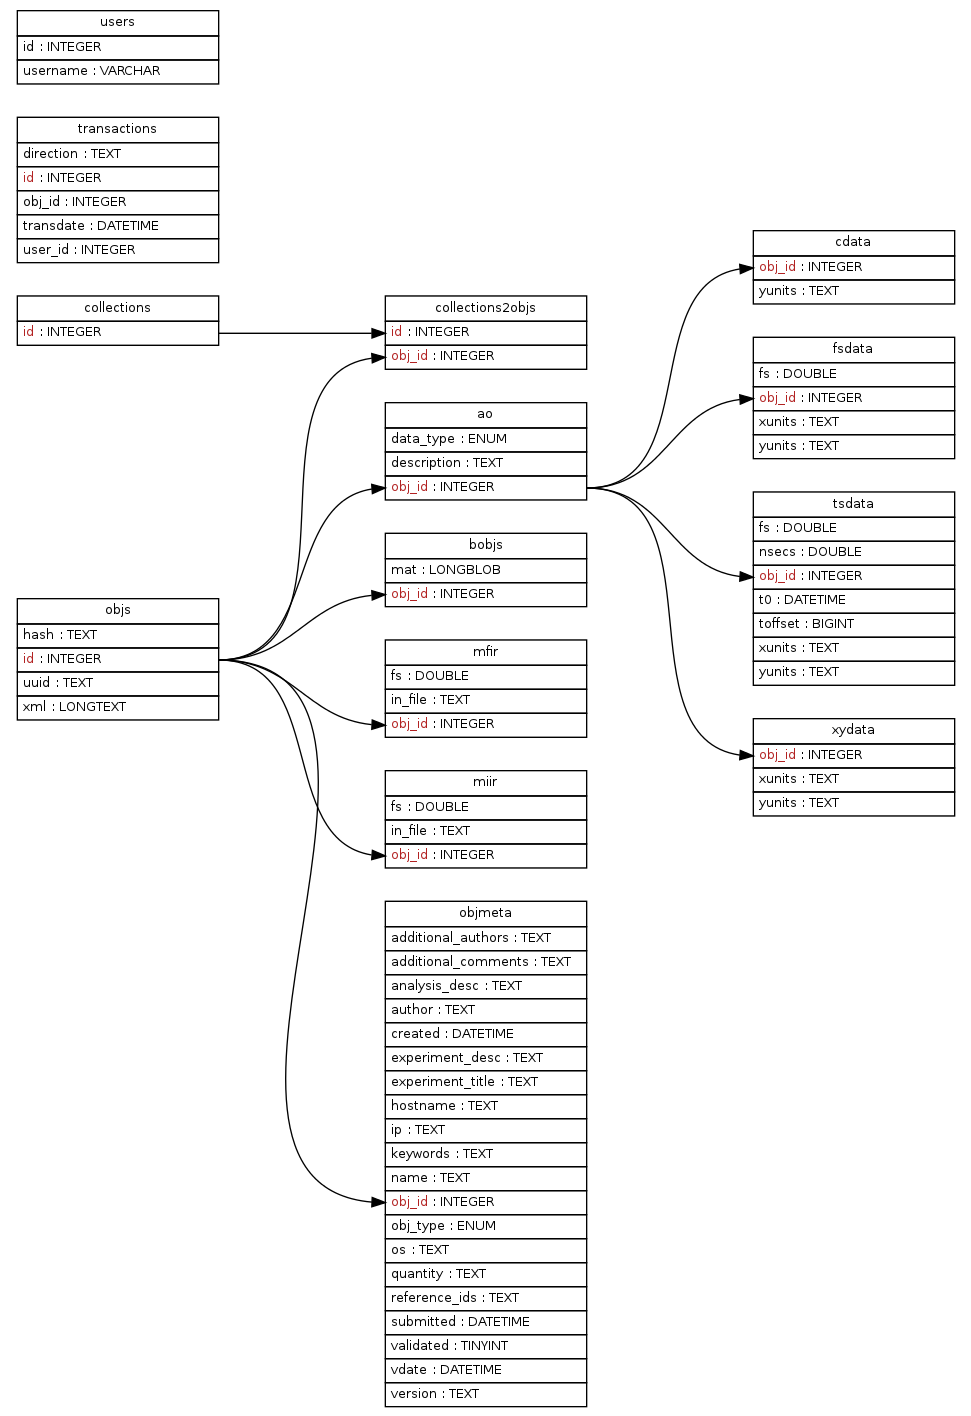 users
id : INTEGER
username : VARCHAR
transactions
direction : TEXT
id : INTEGER
obj_id : INTEGER
transdate : DATETIME
user_id : INTEGER
collections
id : INTEGER
objs
hash : TEXT
id : INTEGER
uuid : TEXT
xml : LONGTEXT
collections2objs
id : INTEGER
obj_id : INTEGER
ao
data_type : ENUM
description : TEXT
obj_id : INTEGER
bobjs
mat : LONGBLOB
obj_id : INTEGER
mfir
fs : DOUBLE
in_file : TEXT
obj_id : INTEGER
miir
fs : DOUBLE
in_file : TEXT
obj_id : INTEGER
objmeta
additional_authors : TEXT
additional_comments : TEXT
analysis_desc : TEXT
author : TEXT
created : DATETIME
experiment_desc : TEXT
experiment_title : TEXT
hostname : TEXT
ip : TEXT
keywords : TEXT
name : TEXT
obj_id : INTEGER
obj_type : ENUM
os : TEXT
quantity : TEXT
reference_ids : TEXT
submitted : DATETIME
validated : TINYINT
vdate : DATETIME
version : TEXT
cdata
obj_id : INTEGER
yunits : TEXT
fsdata
fs : DOUBLE
obj_id : INTEGER
xunits : TEXT
yunits : TEXT
tsdata
fs : DOUBLE
nsecs : DOUBLE
obj_id : INTEGER
t0 : DATETIME
toffset : BIGINT
xunits : TEXT
yunits : TEXT
xydata
obj_id : INTEGER
xunits : TEXT
yunits : TEXT